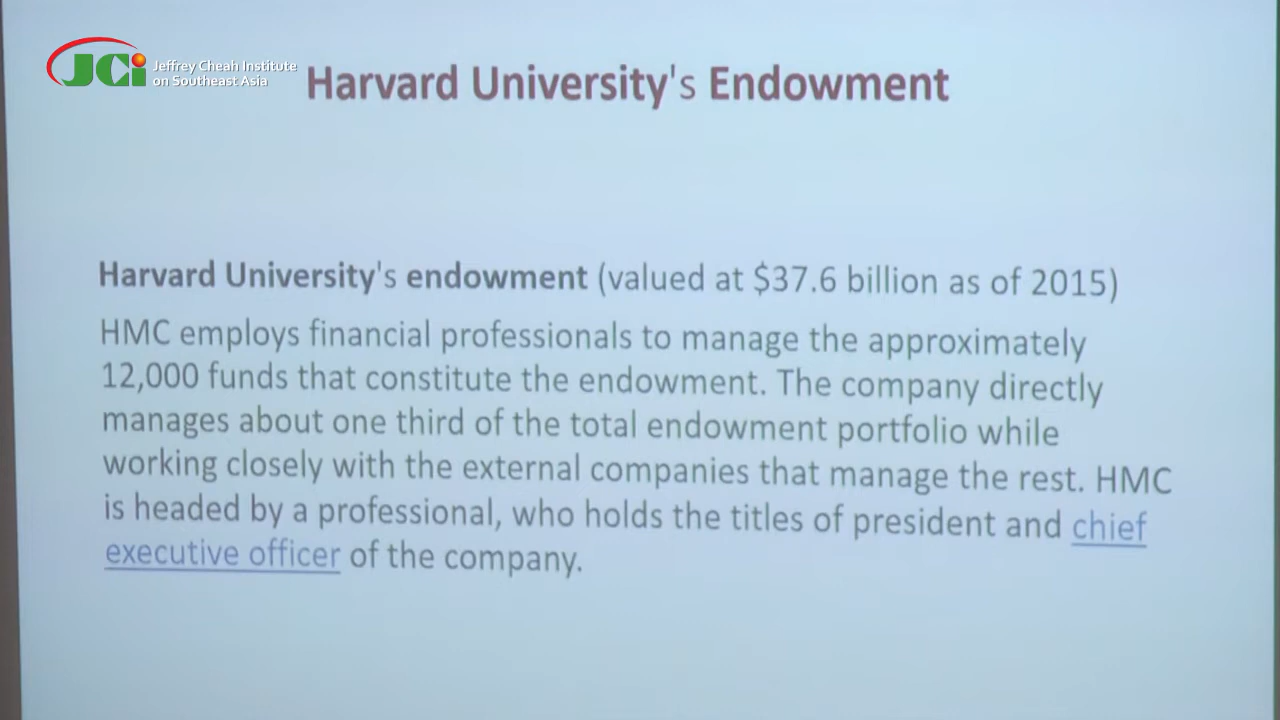 JCi
Jeffrey Cheah Institute
on Southeast Asia
Harvard University's Endowment
Harvard University's endowment (valued at $37.6 billion as of 2015)
HMC employs financial professionals to manage the approximately
12,000 funds that constitute the endowment. The company directly
manages about one third of the total endowment portfolio while
working closely with the external companies that manage the rest. HMC
is headed by a professional, who holds the titles of president and chief
executive officer of the company.